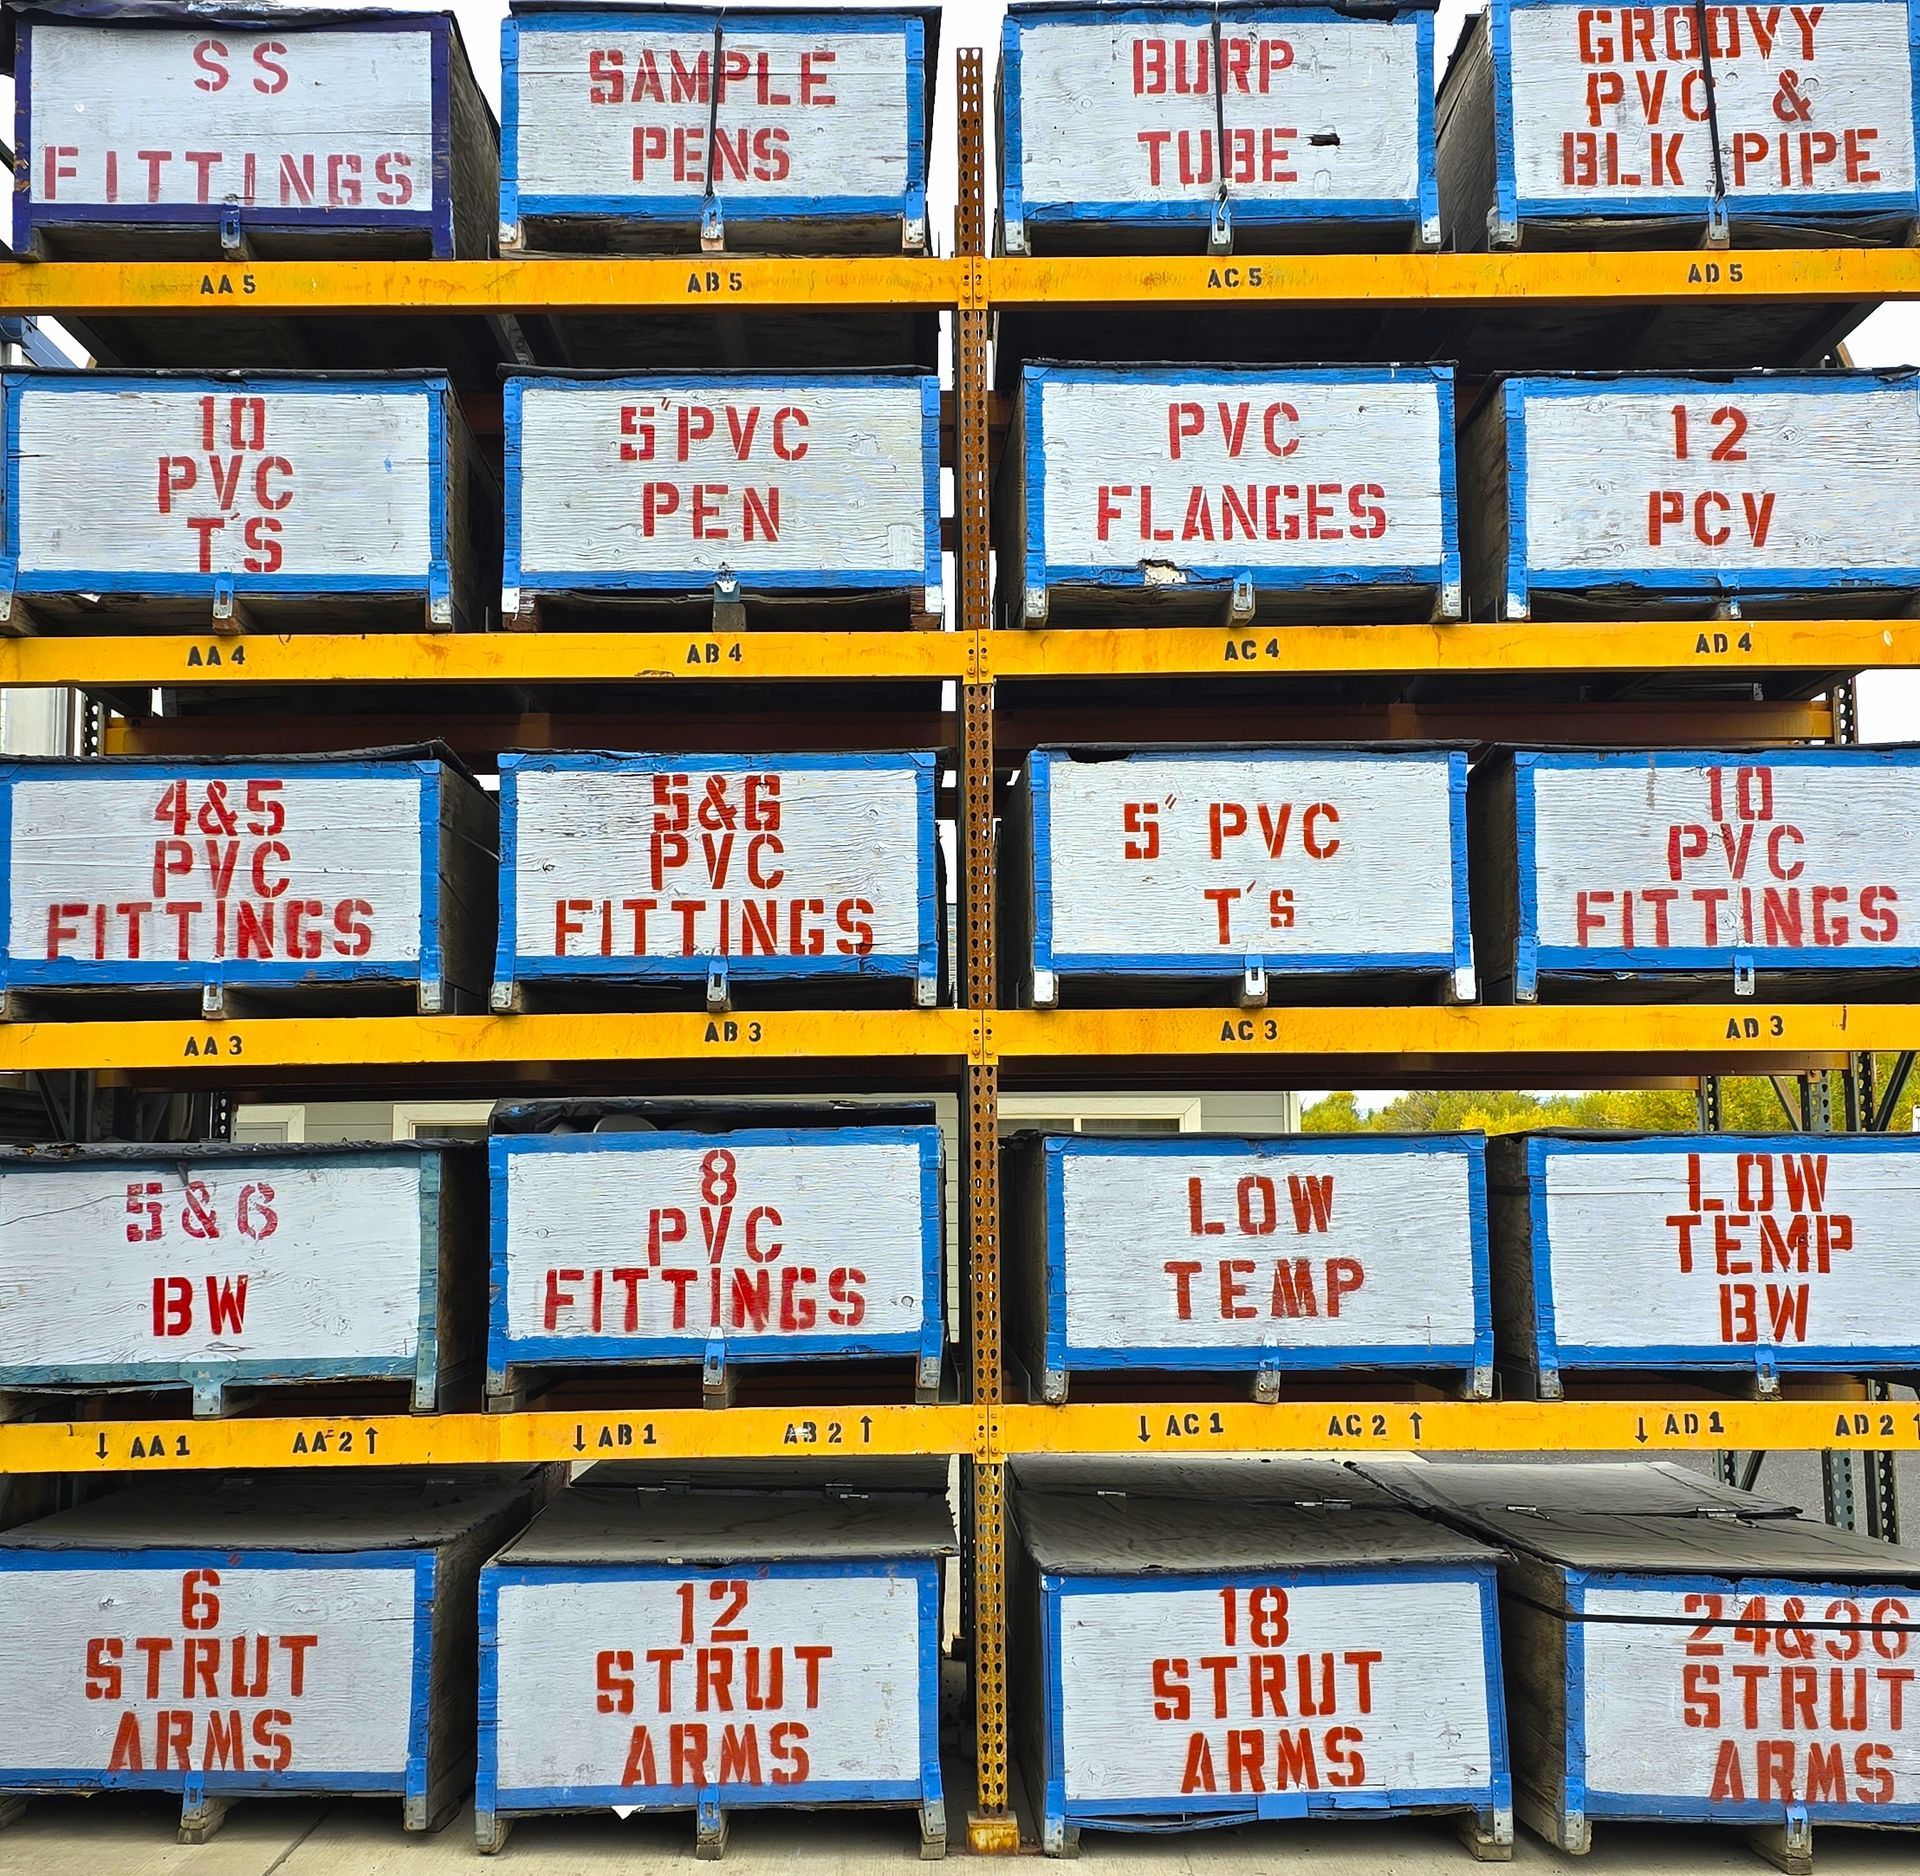 SS
FITTINGS
SAMPLE
PENS
BURP
TUBE
GROOVY
PVC &
BLK PIPE
AA 5
AB 5
AC 5
AD 5
10
PVC
T'S
5" PVC
PEN
PVC
FLANGES
12
PCV
AA 4
AB 4
AC 4
AD 4
4&5
PVC
FITTINGS
5&6
PVC
FITTINGS
5" PVC
T's
10
PVC
FITTINGS
AA 3
AB 3
AC 3
AD 3
5&6
BW
8
PVC
FITTINGS
LOW
TEMP
LOW
TEMP
BW
↓ AA 1
AA 2 ↑
↓ AB 1
AB 2 ↑
↓ AC 1
AC 2 ↑
↓ AD 1
AD 2 ↑
6
STRUT
ARMS
12
STRUT
ARMS
18
STRUT
ARMS
24&36
STRUT
ARMS